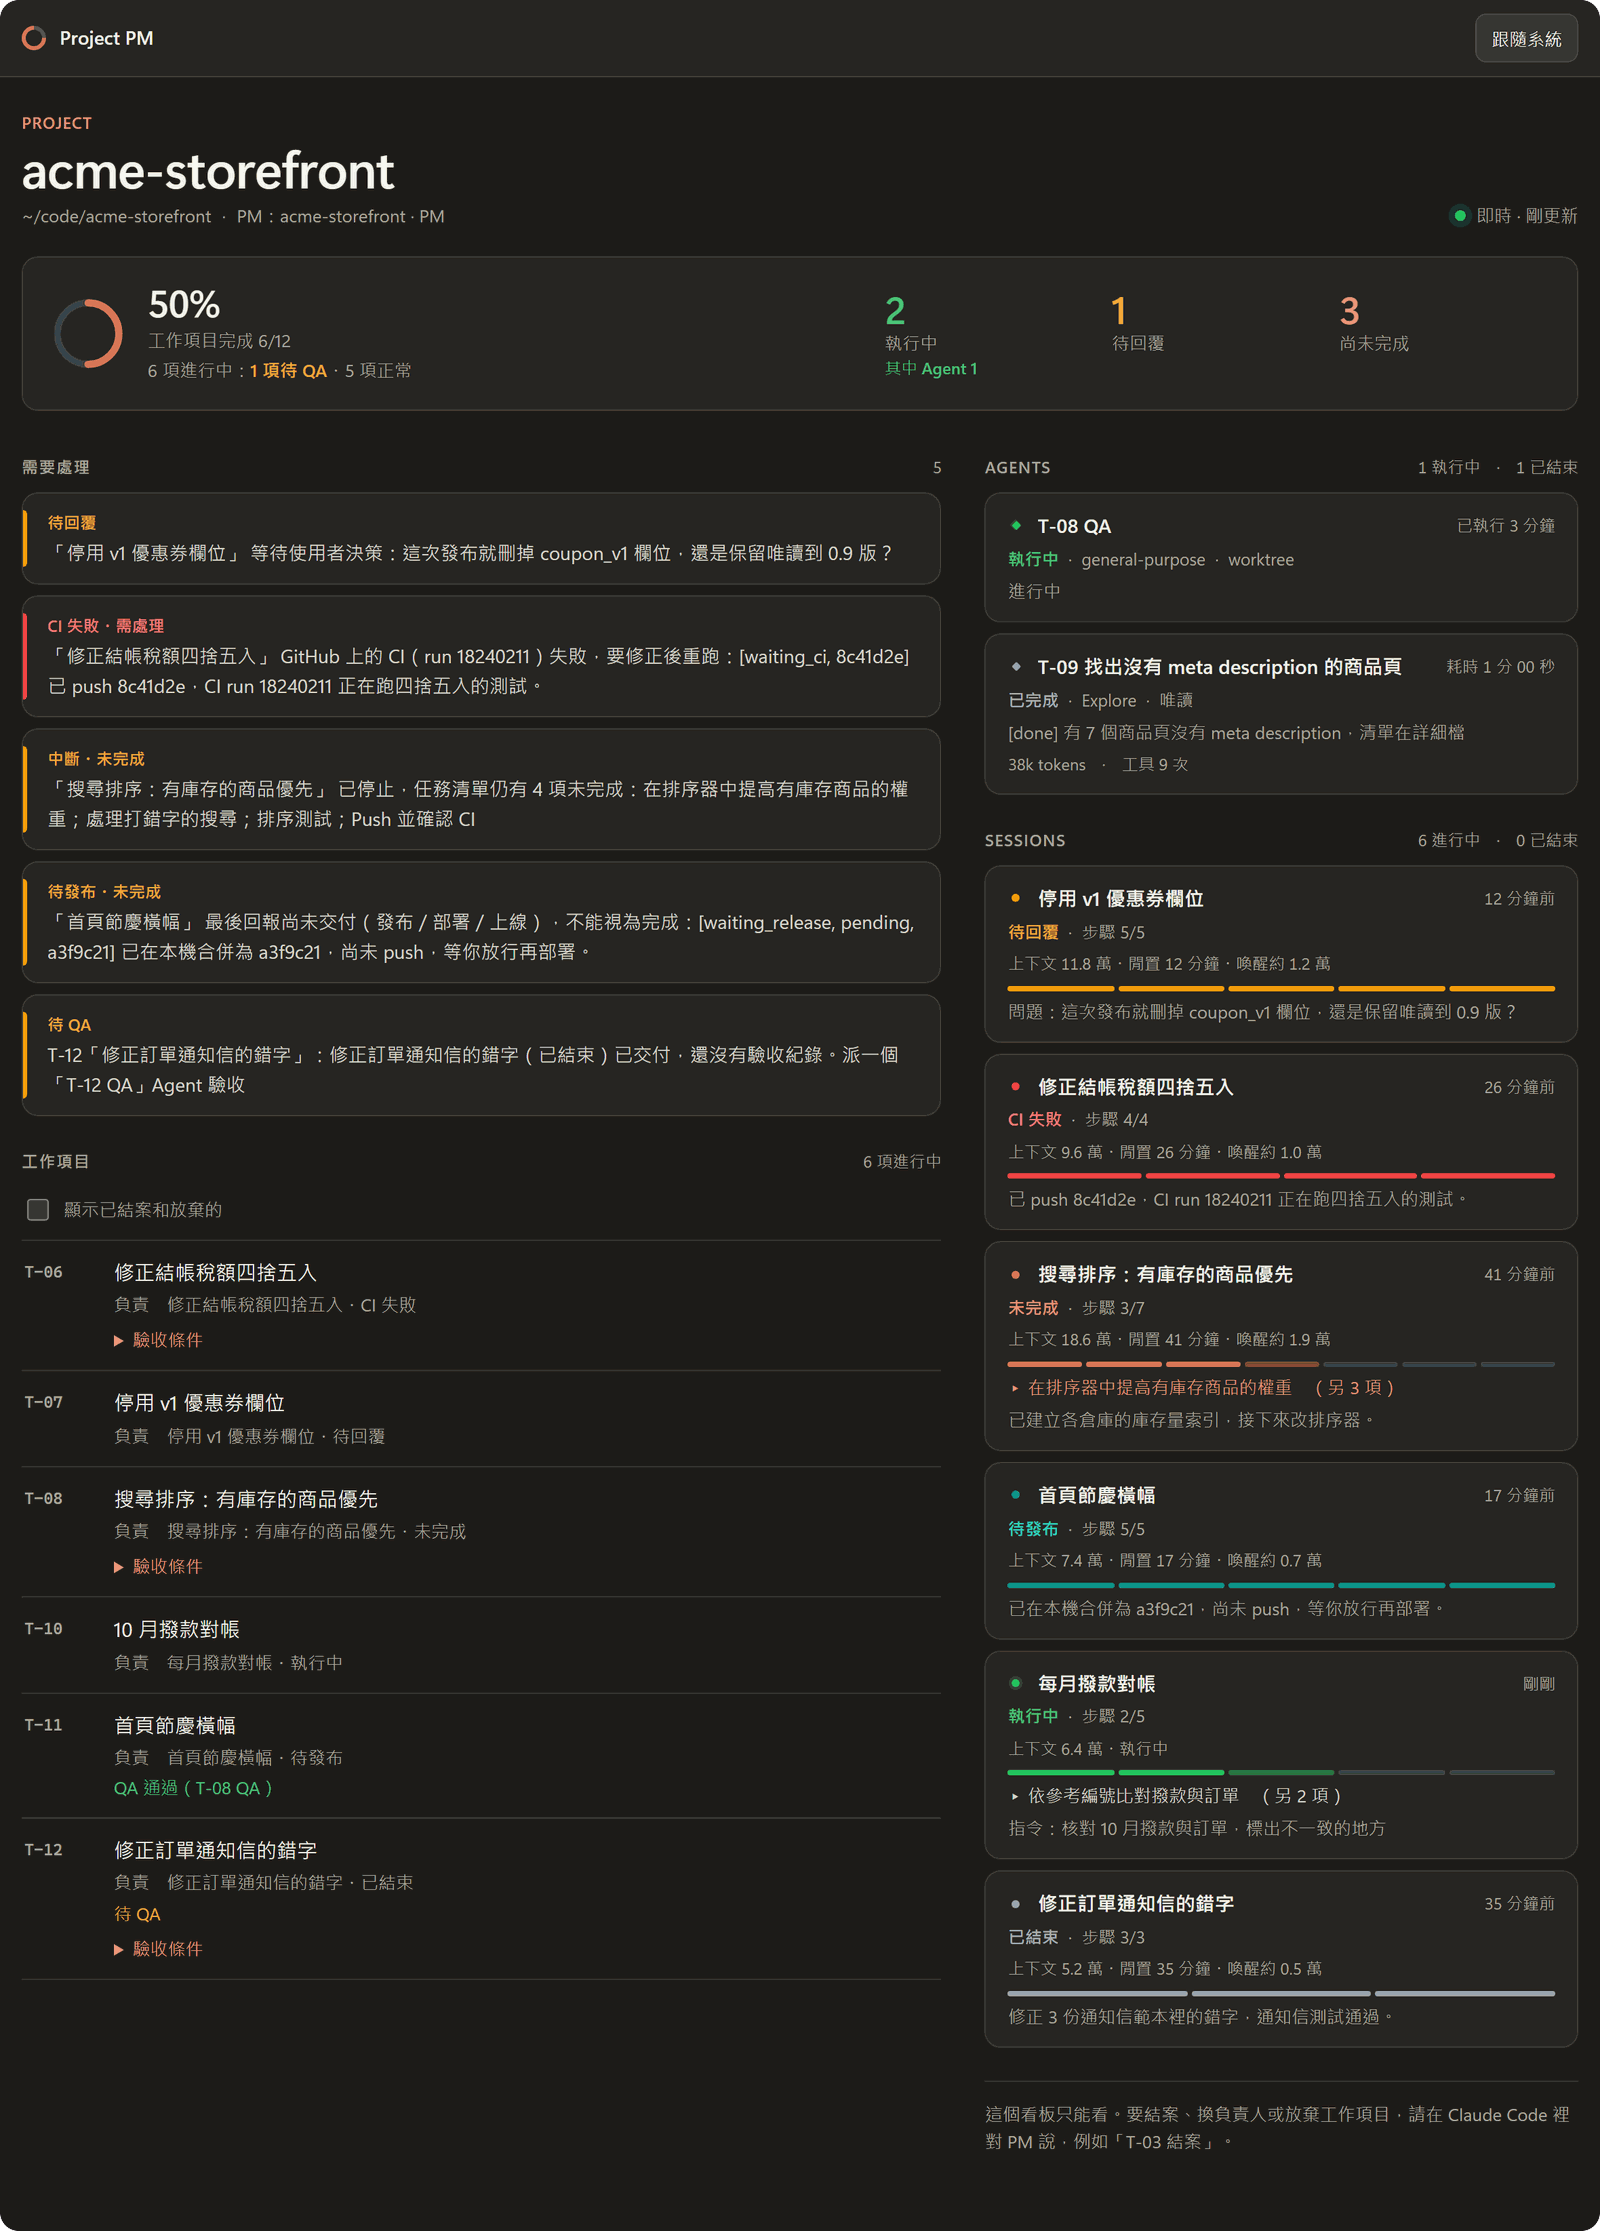 Project PM
跟隨系統
PROJECT
acme-storefront
~/code/acme-storefront · PM：acme-storefront · PM
即時 · 剛更新
50%
工作項目完成 6/12
6 項進行中：1 項待 QA · 5 項正常
2
執行中
其中 Agent 1
1
待回覆
3
尚未完成
需要處理
5
待回覆
「停用 v1 優惠券欄位」 等待使用者決策：這次發布就刪掉 coupon_v1 欄位，還是保留唯讀到 0.9 版？
CI 失敗 · 需處理
「修正結帳稅額四捨五入」 GitHub 上的 CI（run 18240211）失敗，要修正後重跑：[waiting_ci, 8c41d2e]
已 push 8c41d2e，CI run 18240211 正在跑四捨五入的測試。
中斷 · 未完成
「搜尋排序：有庫存的商品優先」 已停止，任務清單仍有 4 項未完成：在排序器中提高有庫存商品的權
重；處理打錯字的搜尋；排序測試；Push 並確認 CI
待發布 · 未完成
「首頁節慶橫幅」 最後回報尚未交付（發布 / 部署 / 上線），不能視為完成：[waiting_release, pending,
a3f9c21] 已在本機合併為 a3f9c21，尚未 push，等你放行再部署。
待 QA
T-12「修正訂單通知信的錯字」：修正訂單通知信的錯字（已結束）已交付，還沒有驗收紀錄。派一個
「T-12 QA」Agent 驗收
工作項目
6 項進行中
顯示已結案和放棄的
T-06
修正結帳稅額四捨五入
負責 修正結帳稅額四捨五入 · CI 失敗
▶ 驗收條件
T-07
停用 v1 優惠券欄位
負責 停用 v1 優惠券欄位 · 待回覆
T-08
搜尋排序：有庫存的商品優先
負責 搜尋排序：有庫存的商品優先 · 未完成
▶ 驗收條件
T-10
10 月撥款對帳
負責 每月撥款對帳 · 執行中
T-11
首頁節慶橫幅
負責 首頁節慶橫幅 · 待發布
QA 通過（T-08 QA）
T-12
修正訂單通知信的錯字
負責 修正訂單通知信的錯字 · 已結束
待 QA
▶ 驗收條件
AGENTS
1 執行中 · 1 已結束
T-08 QA
已執行 3 分鐘
執行中 · general-purpose · worktree
進行中
T-09 找出沒有 meta description 的商品頁
耗時 1 分 00 秒
已完成 · Explore · 唯讀
[done] 有 7 個商品頁沒有 meta description，清單在詳細檔
38k tokens · 工具 9 次
SESSIONS
6 進行中 · 0 已結束
停用 v1 優惠券欄位
12 分鐘前
待回覆 · 步驟 5/5
上下文 11.8 萬 · 閒置 12 分鐘 · 喚醒約 1.2 萬
問題：這次發布就刪掉 coupon_v1 欄位，還是保留唯讀到 0.9 版？
修正結帳稅額四捨五入
26 分鐘前
CI 失敗 · 步驟 4/4
上下文 9.6 萬 · 閒置 26 分鐘 · 喚醒約 1.0 萬
已 push 8c41d2e，CI run 18240211 正在跑四捨五入的測試。
搜尋排序：有庫存的商品優先
41 分鐘前
未完成 · 步驟 3/7
上下文 18.6 萬 · 閒置 41 分鐘 · 喚醒約 1.9 萬
▸ 在排序器中提高有庫存商品的權重 （另 3 項）
已建立各倉庫的庫存量索引，接下來改排序器。
首頁節慶橫幅
17 分鐘前
待發布 · 步驟 5/5
上下文 7.4 萬 · 閒置 17 分鐘 · 喚醒約 0.7 萬
已在本機合併為 a3f9c21，尚未 push，等你放行再部署。
每月撥款對帳
剛剛
執行中 · 步驟 2/5
上下文 6.4 萬 · 執行中
▸ 依參考編號比對撥款與訂單 （另 2 項）
指令：核對 10 月撥款與訂單，標出不一致的地方
修正訂單通知信的錯字
35 分鐘前
已結束 · 步驟 3/3
上下文 5.2 萬 · 閒置 35 分鐘 · 喚醒約 0.5 萬
修正 3 份通知信範本裡的錯字，通知信測試通過。
這個看板只能看。要結案、換負責人或放棄工作項目，請在 Claude Code 裡
對 PM 說，例如「T-03 結案」。